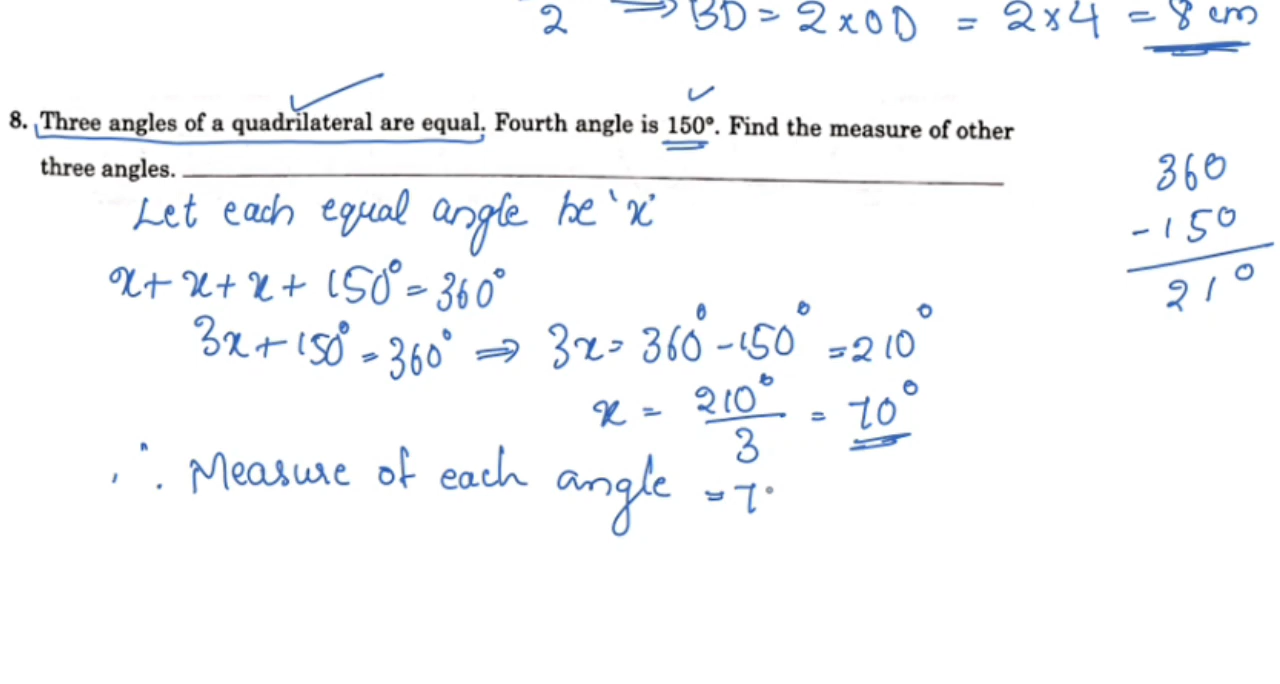 2 ⟹ BD = 2 × OD = 2 × 4 = 8 cm
8. Three angles of a quadrilateral are equal. Fourth angle is 150°. Find the measure of other
three angles.
Let each equal angle be 'x'
x + x + x + 150° = 360°
3x + 150° = 360° ⟹ 3x = 360° - 150° = 210°
x = 210° / 3 = 70°
∴ Measure of each angle = 7
360
- 150
210